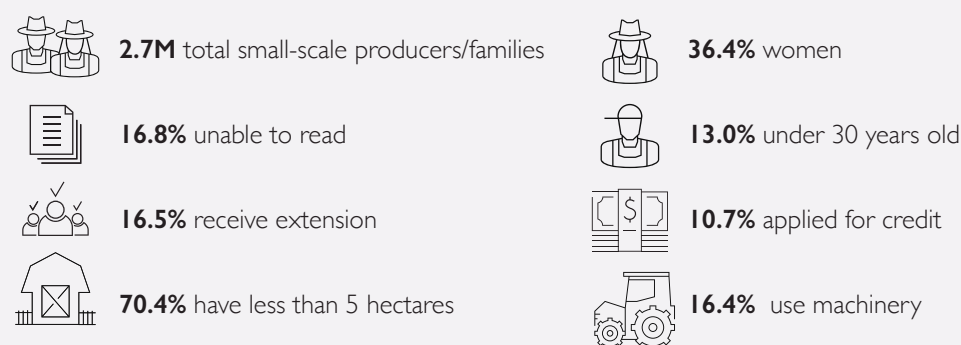 2.7M total small-scale producers/families
36.4% women
16.8% unable to read
13.0% under 30 years old
16.5% receive extension
$
10.7% applied for credit
70.4% have less than 5 hectares
16.4% use machinery